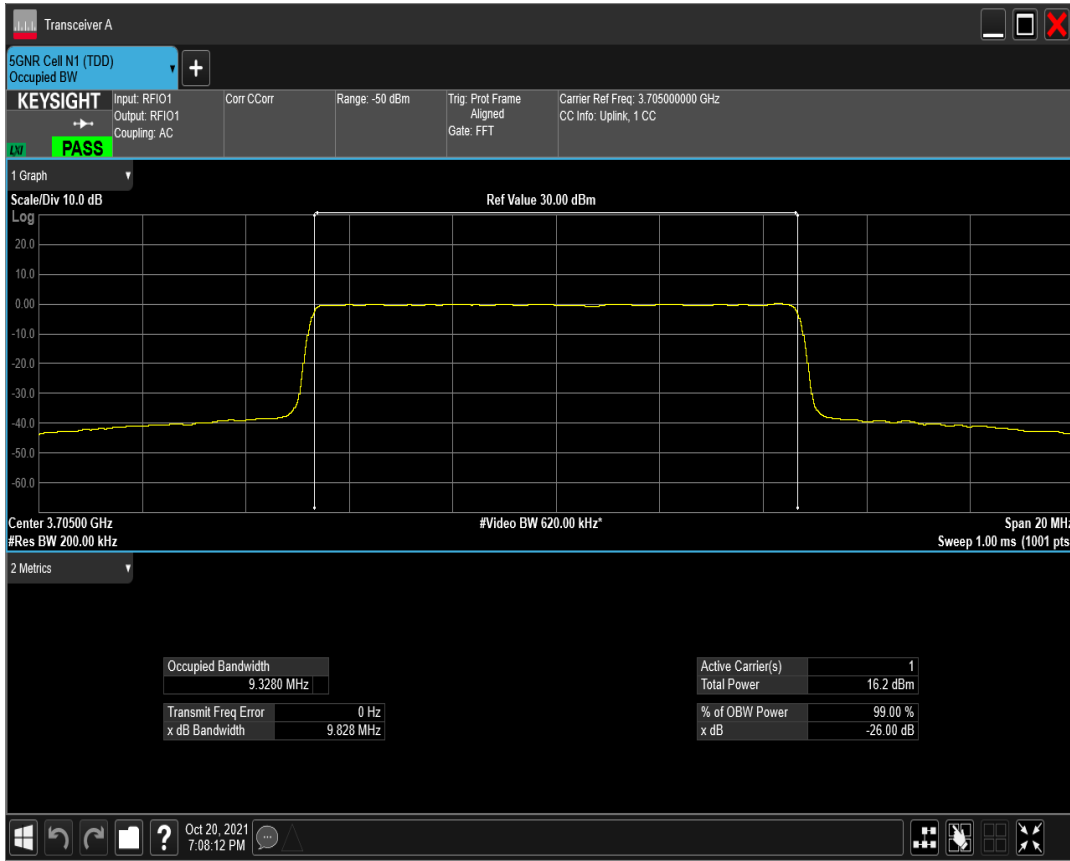 Transceiver A
5GNR Cell N1 (TDD)
Occupied BW
+
KEYSIGHT
LXI
PASS
Input: RFIO1
Output: RFIO1
Coupling: AC
Corr CCorr
Range: -50 dBm
Trig: Prot Frame
Aligned
Gate: FFT
Carrier Ref Freq: 3.705000000 GHz
CC Info: Uplink, 1 CC
1 Graph
Scale/Div 10.0 dB
Ref Value 30.00 dBm
Log
20.0
10.0
0.00
-10.0
-20.0
-30.0
-40.0
-50.0
-60.0
Center 3.70500 GHz
#Video BW 620.00 kHz*
Span 20 MHz
#Res BW 200.00 kHz
Sweep 1.00 ms (1001 pts
2 Metrics
Occupied Bandwidth
9.3280 MHz
Transmit Freq Error 0 Hz
x dB Bandwidth 9.828 MHz
Active Carrier(s) 1
Total Power 16.2 dBm
% of OBW Power 99.00 %
x dB -26.00 dB
?
Oct 20, 2021
7:08:12 PM